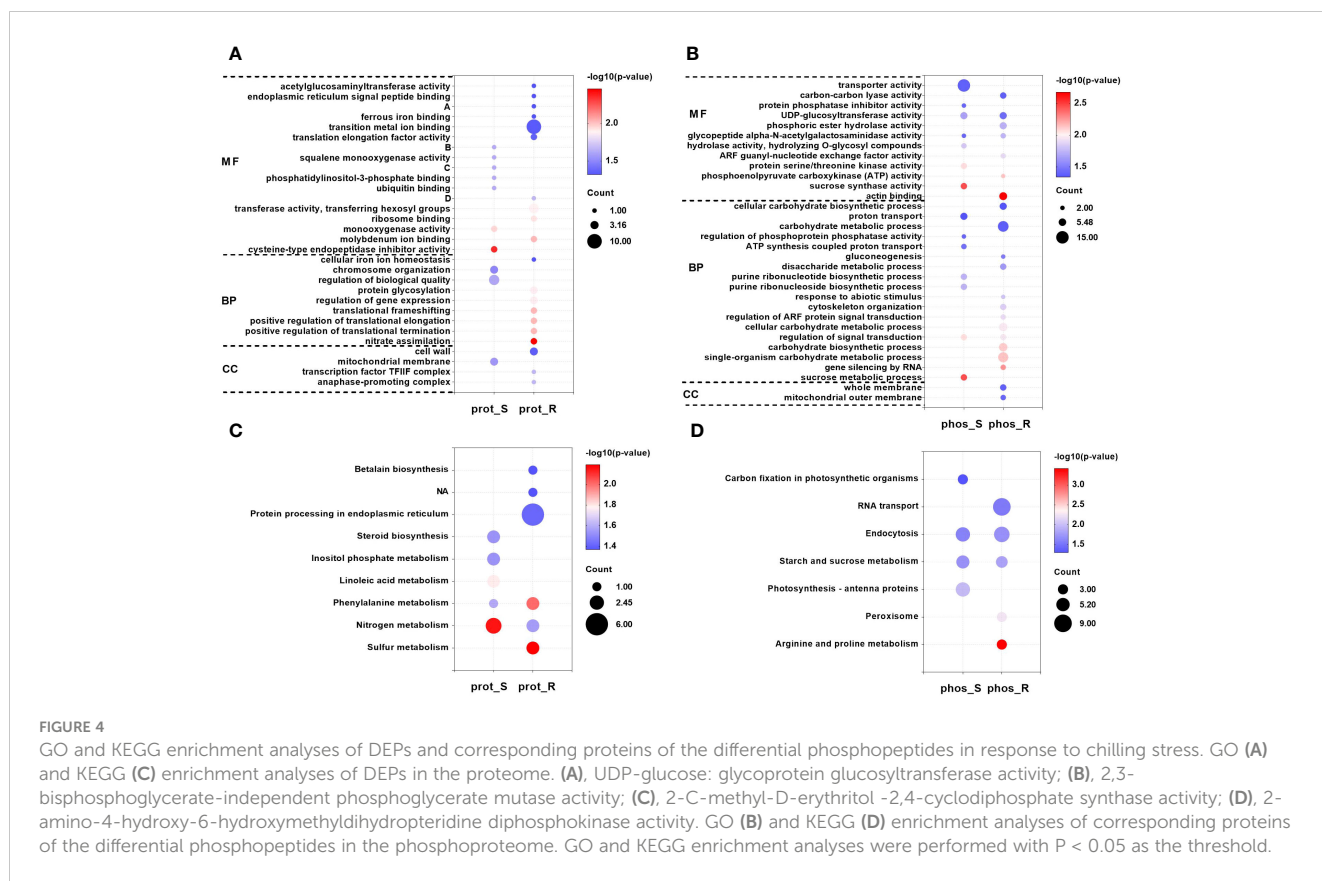 A
-log10(p-value)
2.0
1.5
Count
1.00
3.16
10.00
MF
acetylglucosaminyltransferase activity
endoplasmic reticulum signal peptide binding
A
ferrous iron binding
transition metal ion binding
translation elongation factor activity
B
squalene monooxygenase activity
C
phosphatidylinositol-3-phosphate binding
ubiquitin binding
D
transferase activity, transferring hexosyl groups
ribosome binding
monooxygenase activity
molybdenum ion binding
cysteine-type endopeptidase inhibitor activity
BP
cellular iron ion homeostasis
chromosome organization
regulation of biological quality
protein glycosylation
regulation of gene expression
translational frameshifting
positive regulation of translational elongation
positive regulation of translational termination
nitrate assimilation
CC
cell wall
mitochondrial membrane
transcription factor TFIIF complex
anaphase-promoting complex
prot_S prot_R
B
-log10(p-value)
2.5
2.0
1.5
Count
2.00
5.48
15.00
MF
transporter activity
carbon-carbon lyase activity
protein phosphatase inhibitor activity
UDP-glucosyltransferase activity
phosphoric ester hydrolase activity
glycopeptide alpha-N-acetylgalactosaminidase activity
hydrolase activity, hydrolyzing O-glycosyl compounds
ARF guanyl-nucleotide exchange factor activity
protein serine/threonine kinase activity
phosphoenolpyruvate carboxykinase (ATP) activity
sucrose synthase activity
actin binding
BP
cellular carbohydrate biosynthetic process
proton transport
carbohydrate metabolic process
regulation of phosphoprotein phosphatase activity
ATP synthesis coupled proton transport
gluconeogenesis
disaccharide metabolic process
purine ribonucleotide biosynthetic process
purine ribonucleoside biosynthetic process
response to abiotic stimulus
cytoskeleton organization
regulation of ARF protein signal transduction
cellular carbohydrate metabolic process
regulation of signal transduction
carbohydrate biosynthetic process
single-organism carbohydrate metabolic process
gene silencing by RNA
sucrose metabolic process
CC
whole membrane
mitochondrial outer membrane
phos_S phos_R
C
-log10(p-value)
2.0
1.8
1.6
1.4
Count
1.00
2.45
6.00
Betalain biosynthesis
NA
Protein processing in endoplasmic reticulum
Steroid biosynthesis
Inositol phosphate metabolism
Linoleic acid metabolism
Phenylalanine metabolism
Nitrogen metabolism
Sulfur metabolism
prot_S prot_R
D
-log10(p-value)
3.0
2.5
2.0
1.5
Count
3.00
5.20
9.00
Carbon fixation in photosynthetic organisms
RNA transport
Endocytosis
Starch and sucrose metabolism
Photosynthesis - antenna proteins
Peroxisome
Arginine and proline metabolism
phos_S phos_R
FIGURE 4
GO and KEGG enrichment analyses of DEPs and corresponding proteins of the differential phosphopeptides in response to chilling stress. GO (A)
and KEGG (C) enrichment analyses of DEPs in the proteome. (A), UDP-glucose: glycoprotein glucosyltransferase activity; (B), 2,3-
bisphosphoglycerate-independent phosphoglycerate mutase activity; (C), 2-C-methyl-D-erythritol -2,4-cyclodiphosphate synthase activity; (D), 2-
amino-4-hydroxy-6-hydroxymethyldihydropteridine diphosphokinase activity. GO (B) and KEGG (D) enrichment analyses of corresponding proteins
of the differential phosphopeptides in the phosphoproteome. GO and KEGG enrichment analyses were performed with P < 0.05 as the threshold.